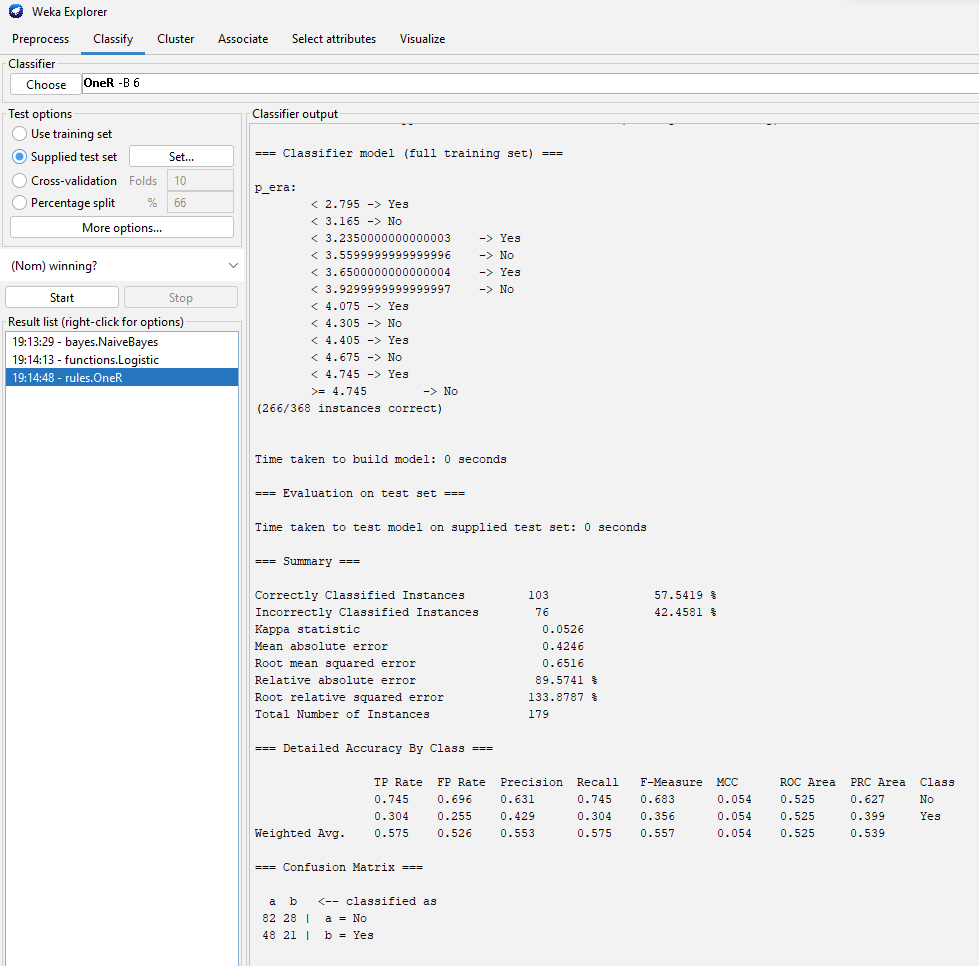 Weka Explorer
Preprocess Classify Cluster Associate Select attributes Visualize
Classifier
Choose OneR -B 6
Test options
Use training set
Supplied test set Set...
Cross-validation Folds 10
Percentage split % 66
More options...
(Nom) winning?
Start Stop
Result list (right-click for options)
19:13:29 - bayes.NaiveBayes
19:14:13 - functions.Logistic
19:14:48 - rules.OneR
Classifier output
=== Classifier model (full training set) ===
p_era:
< 2.795 -> Yes
< 3.165 -> No
< 3.2350000000000003 -> Yes
< 3.5599999999999996 -> No
< 3.6500000000000004 -> Yes
< 3.9299999999999997 -> No
< 4.075 -> Yes
< 4.305 -> No
< 4.405 -> Yes
< 4.675 -> No
< 4.745 -> Yes
>= 4.745 -> No
(266/368 instances correct)
Time taken to build model: 0 seconds
=== Evaluation on test set ===
Time taken to test model on supplied test set: 0 seconds
=== Summary ===
Correctly Classified Instances 103 57.5419 %
Incorrectly Classified Instances 76 42.4581 %
Kappa statistic 0.0526
Mean absolute error 0.4246
Root mean squared error 0.6516
Relative absolute error 89.5741 %
Root relative squared error 133.8787 %
Total Number of Instances 179
=== Detailed Accuracy By Class ===
TP Rate FP Rate Precision Recall F-Measure MCC ROC Area PRC Area Class
0.745 0.696 0.631 0.745 0.683 0.054 0.525 0.627 No
0.304 0.255 0.429 0.304 0.356 0.054 0.525 0.399 Yes
Weighted Avg. 0.575 0.526 0.553 0.575 0.557 0.054 0.525 0.539
=== Confusion Matrix ===
a b <-- classified as
82 28 | a = No
48 21 | b = Yes